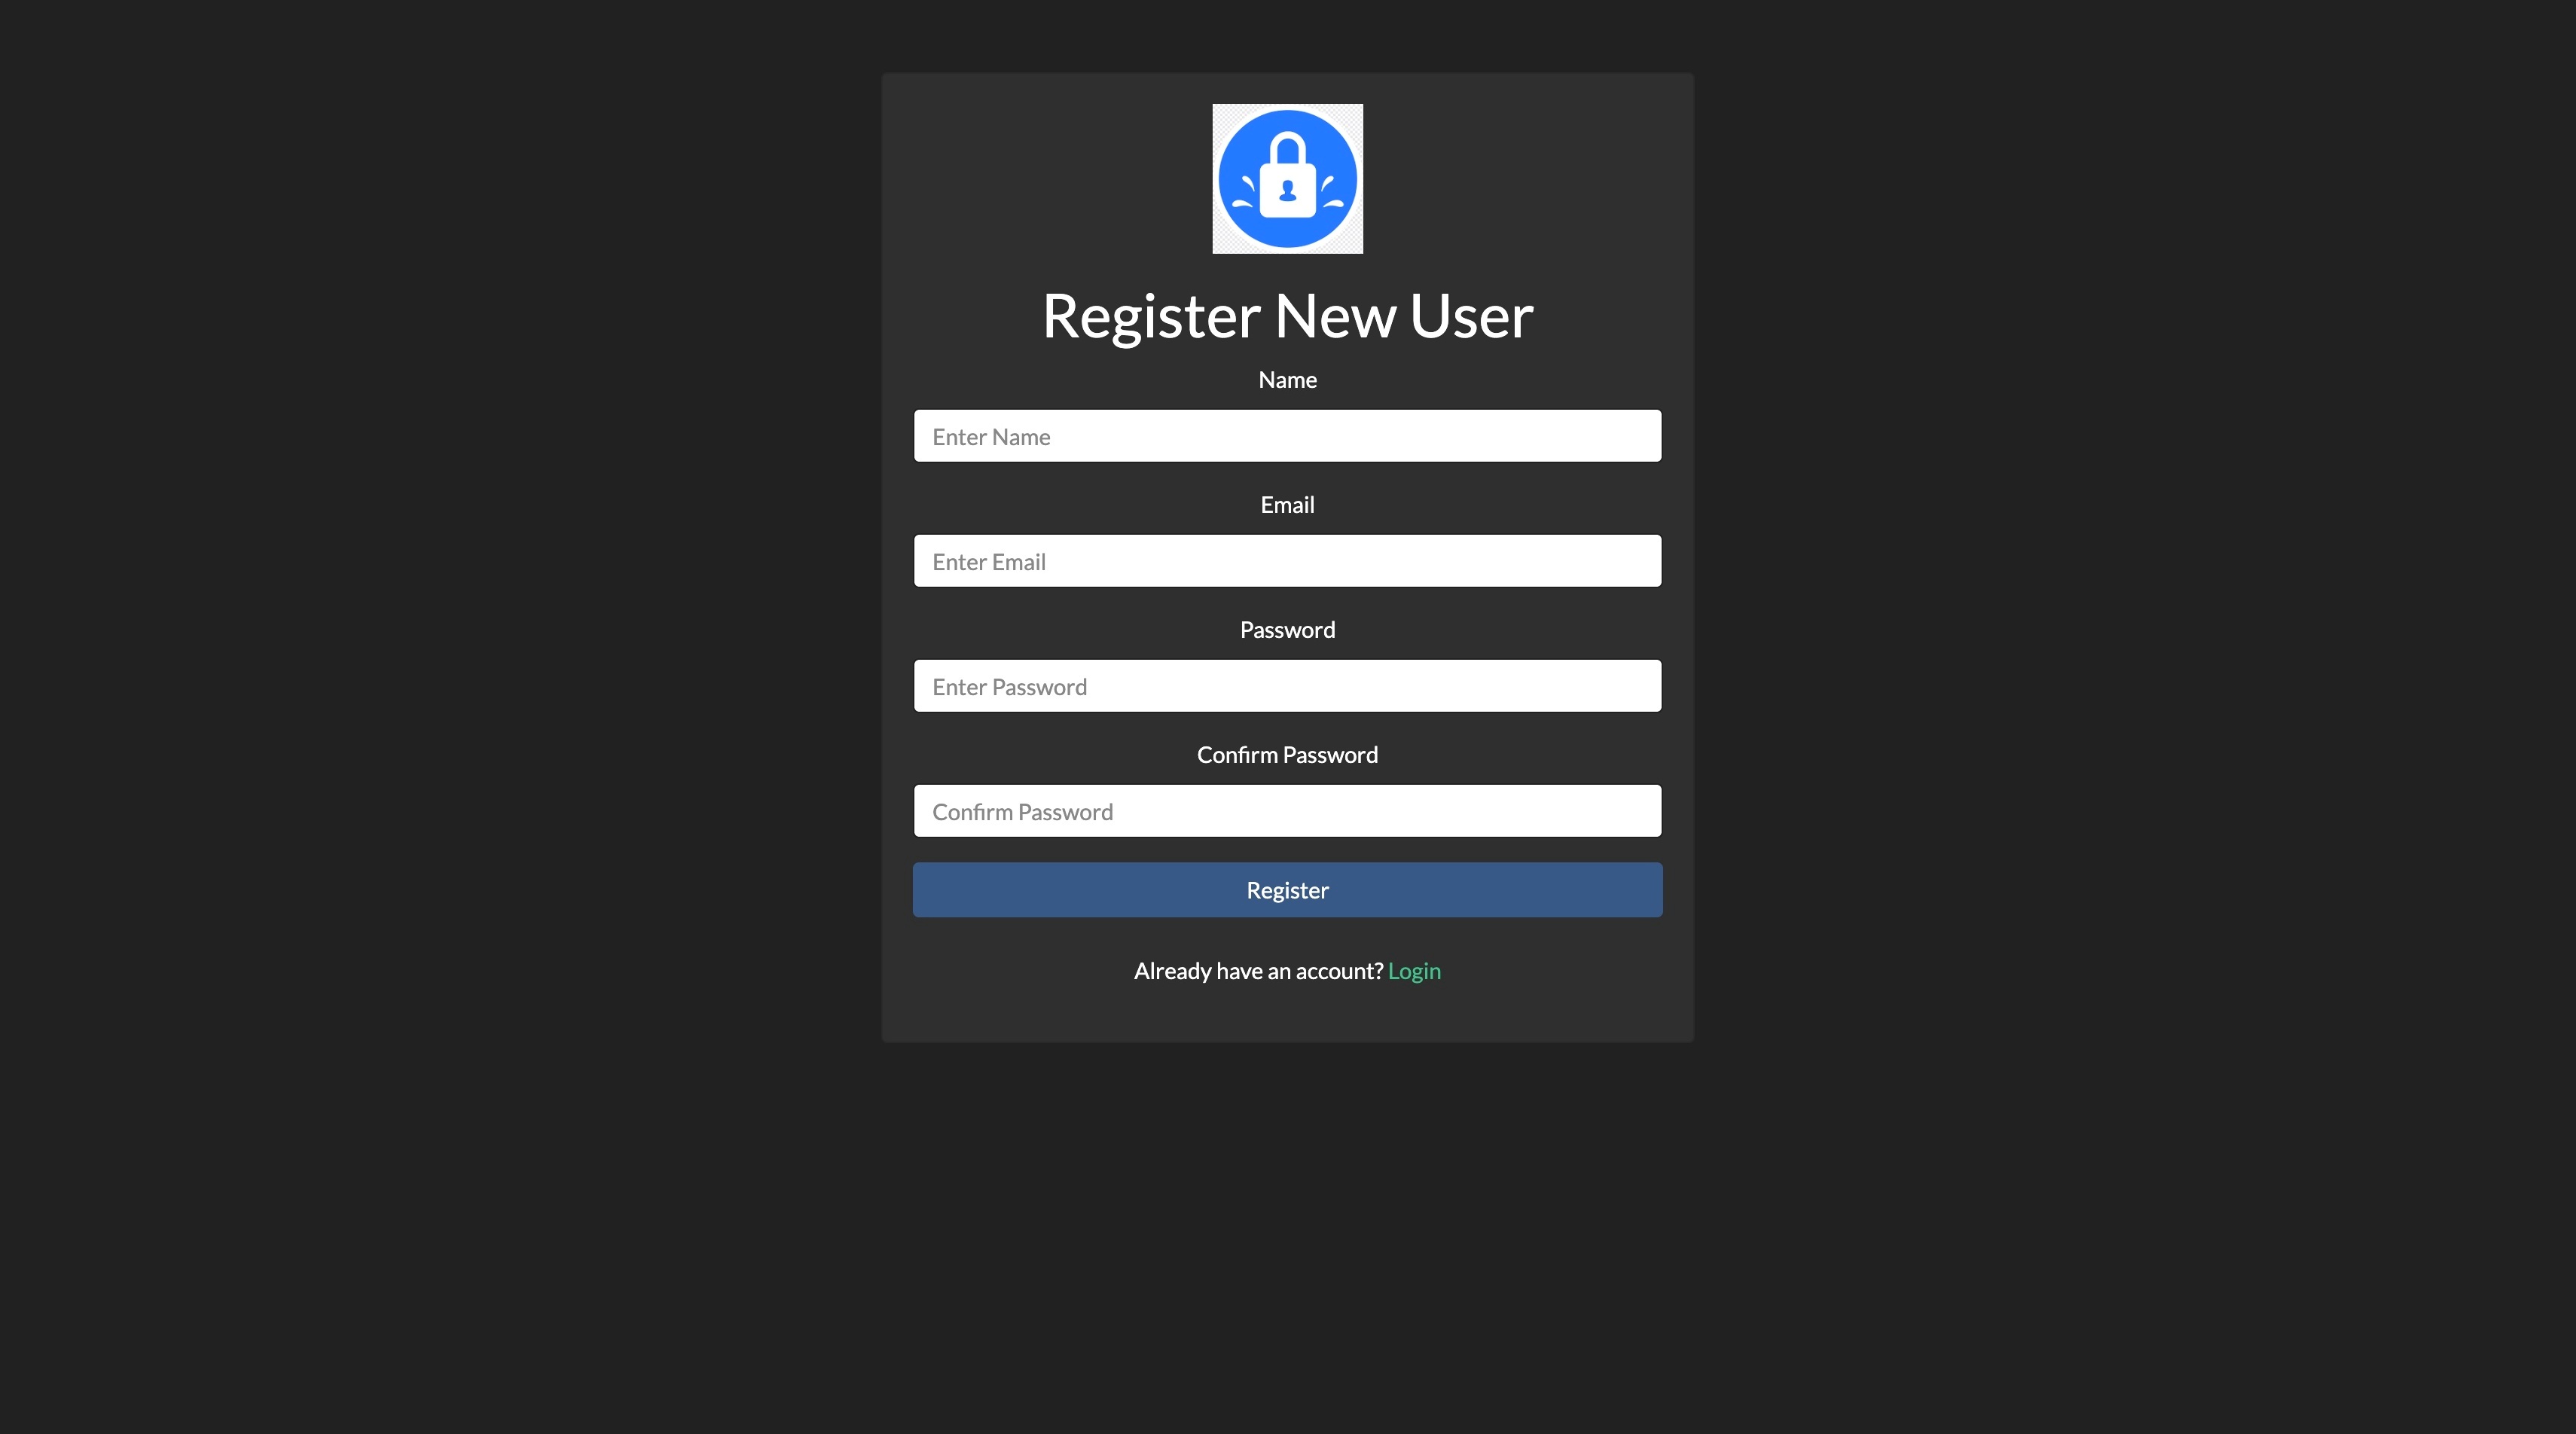 Register New User
Name
Enter Name
Email
Enter Email
Password
Enter Password
Confirm Password
Confirm Password
Register
Already have an account? Login